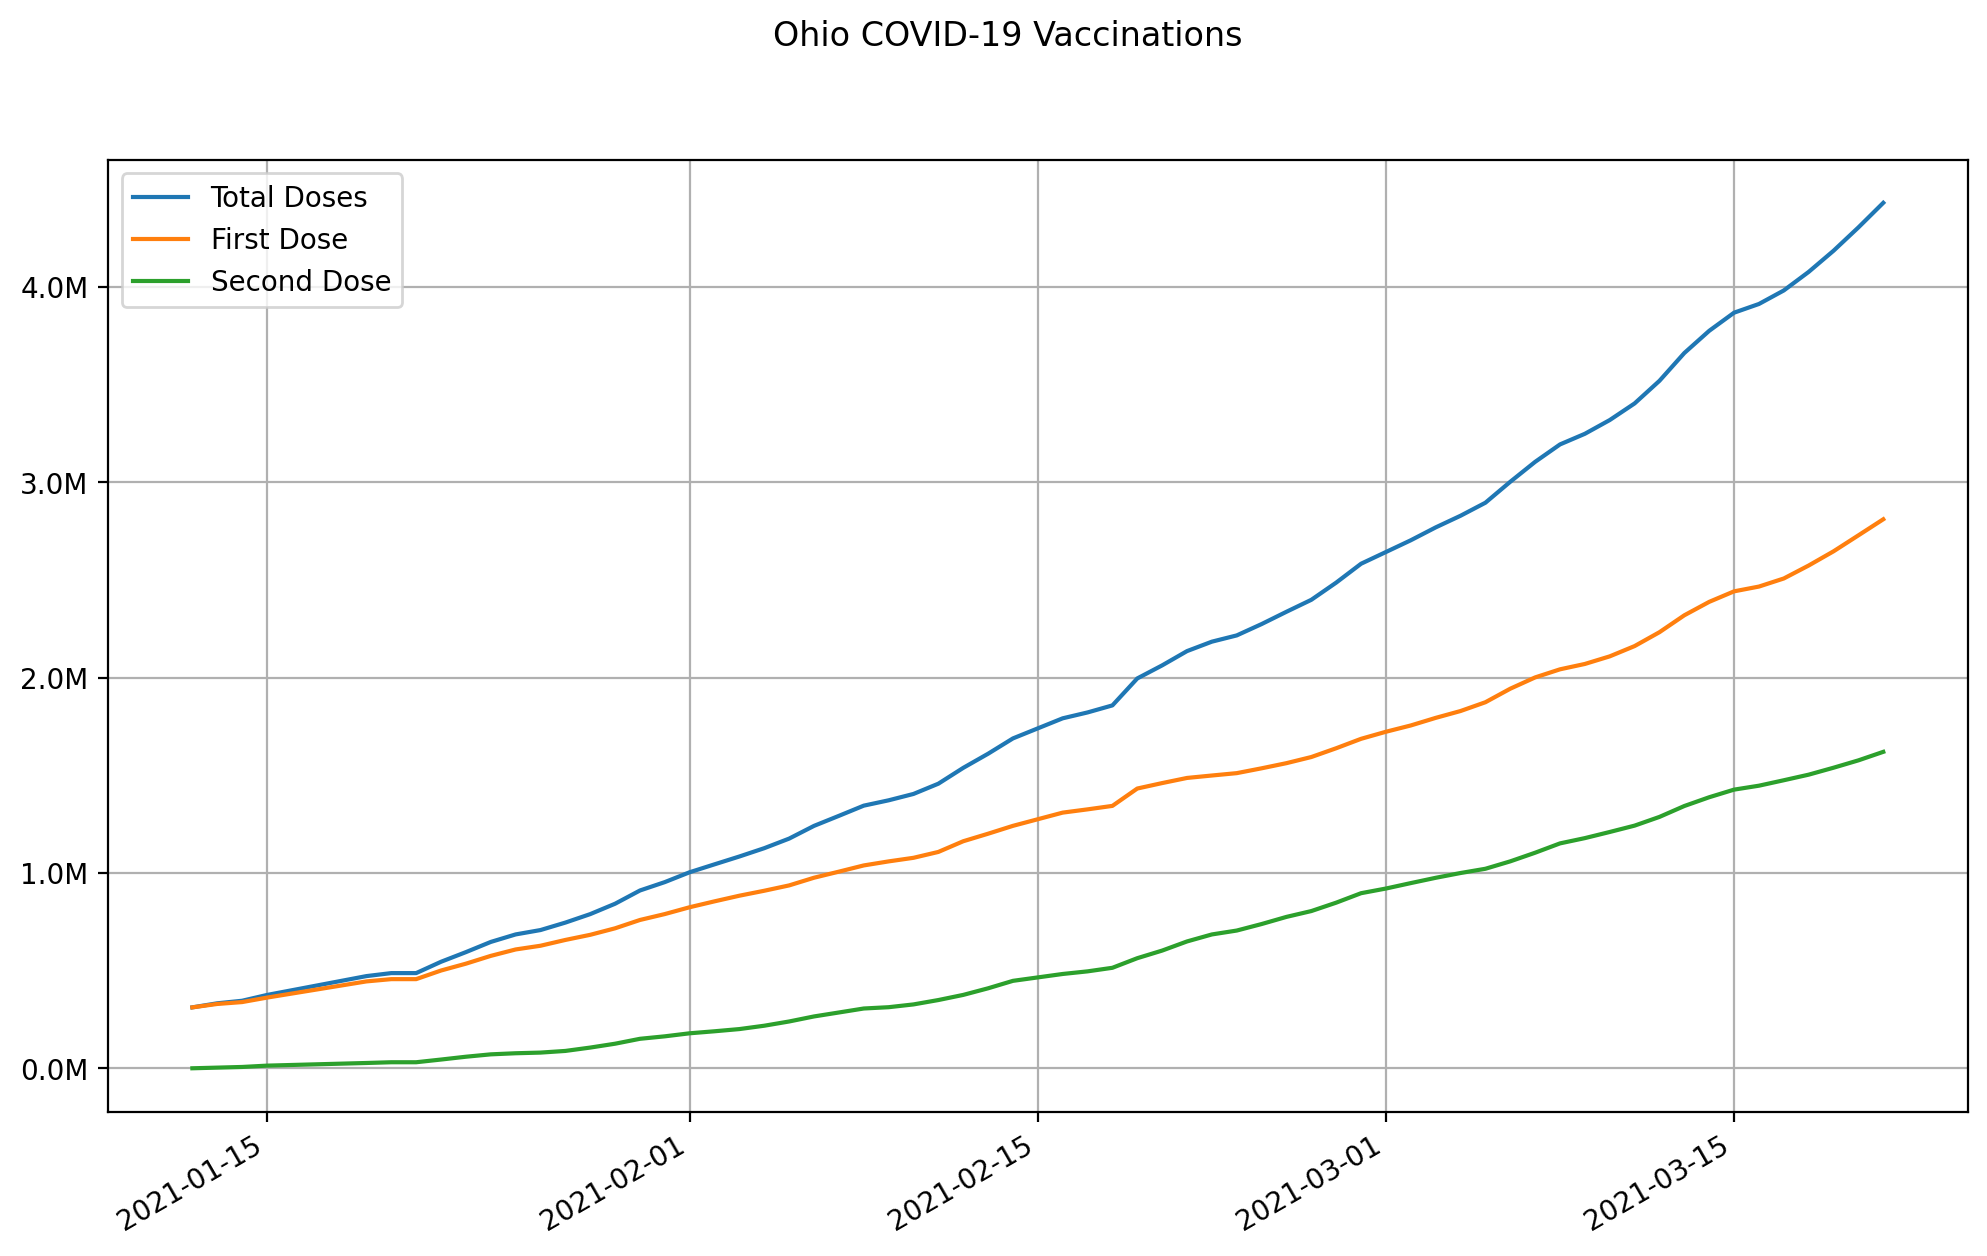 Ohio COVID-19 Vaccinations
Total Doses
First Dose
Second Dose
4.0M
3.0M
2.0M
1.0M
0.0M
2021-01-15
2021-02-01
2021-02-15
2021-03-01
2021-03-15